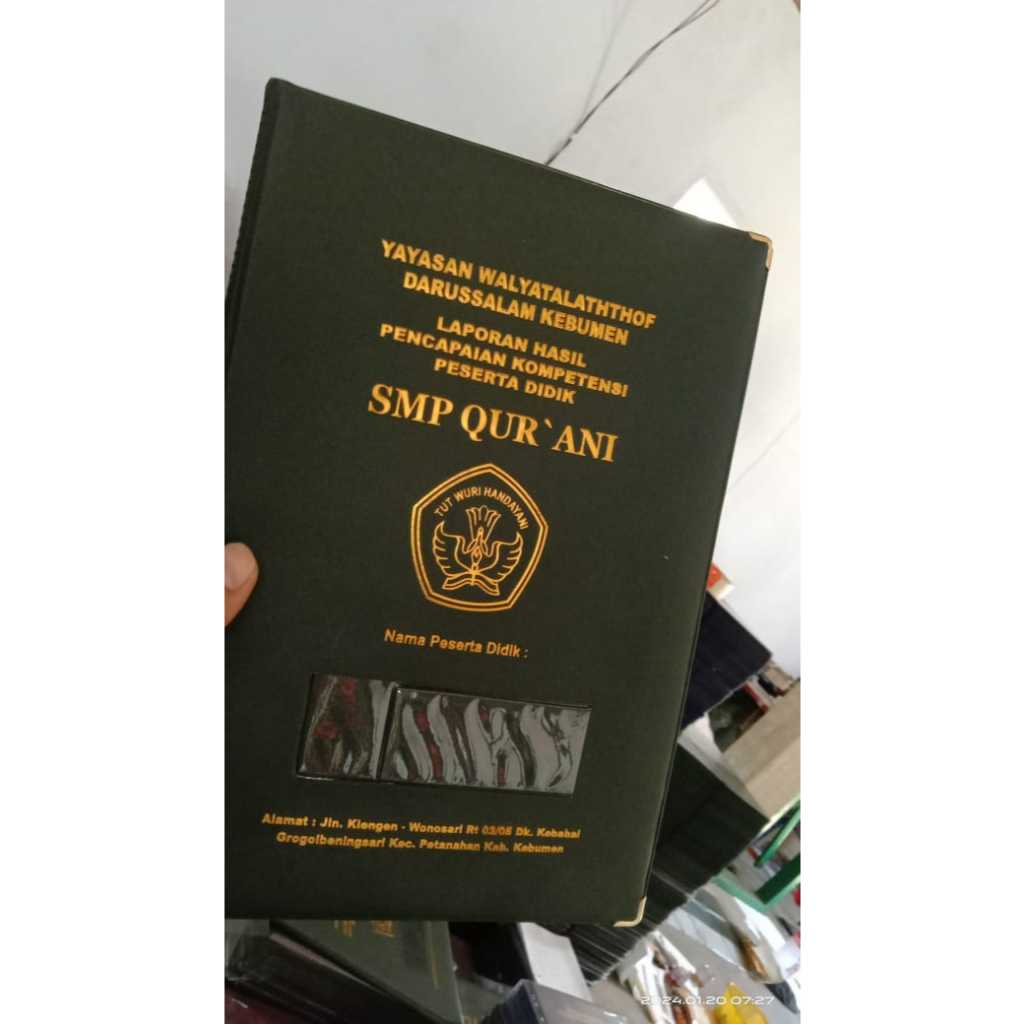 YAYASAN WALYATALATHTHOF
DARUSSALAM KEBUMEN
LAPORAN HASIL
PENCAPAIAN KOMPETENSI
PESERTA DIDIK
SMP QUR`ANI
TUT WURI HANDAYANI
Nama Peserta Didik :
Alamat : Jln. Klengen - Wonosari Rt 03/05 Dk. Kebahai
Grogolbeningsari Kec. Petanahan Kab. Kebumen
2024.01.20 07:27